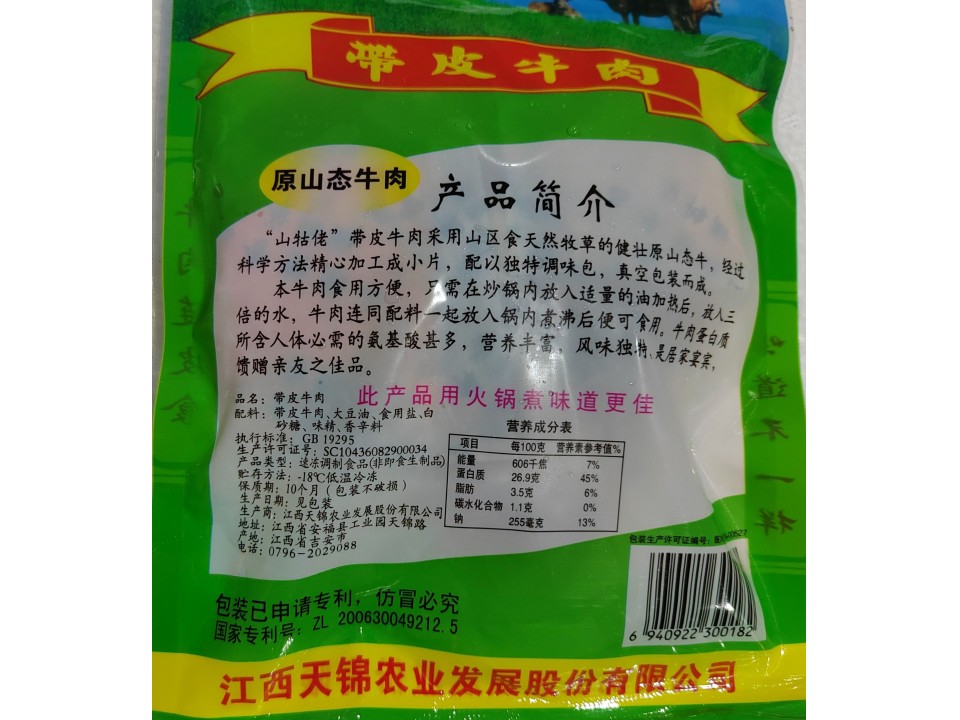 带皮牛肉
原山态牛肉
产品简介
“山牯佬”带皮牛肉采用山区食天然牧草的健壮原山态牛，经过
科学方法精心加工成小片，配以独特调味包，真空包装而成。
本牛肉食用方便，只需在炒锅内放入适量的油加热后，放入三
倍的水，牛肉连同配料一起放入锅内煮沸后便可食用。牛肉蛋白质
所含人体必需的氨基酸甚多，营养丰富，风味独特、是居家宴宾，
馈赠亲友之佳品。
此产品用火锅煮味道更佳
品名：带皮牛肉
配料：带皮牛肉、大豆油、食用盐、白
砂糖、味精、香辛料
执行标准：GB 19295
生产许可证号：SC10436082900034
产品类型：速冻调制食品(非即食生制品)
贮存方法：-18℃低温冷冻
保质期：10个月（包装不破损）
生产日期：见包装
生产商：江西天锦农业发展股份有限公司
地址：江西省安福县工业园天锦路
产地：江西省吉安市
电话：0796-2029088
营养成分表
项目 每100克 营养素参考值%
能量 606千焦 7%
蛋白质 26.9克 45%
脂肪 3.5克 6%
碳水化合物 1.1克 0%
钠 255毫克 13%
包装生产许可证编号：
6 940922 300182
包装已申请专利，仿冒必究
国家专利号：ZL 200630049212.5
江西天锦农业发展股份有限公司
道不一样